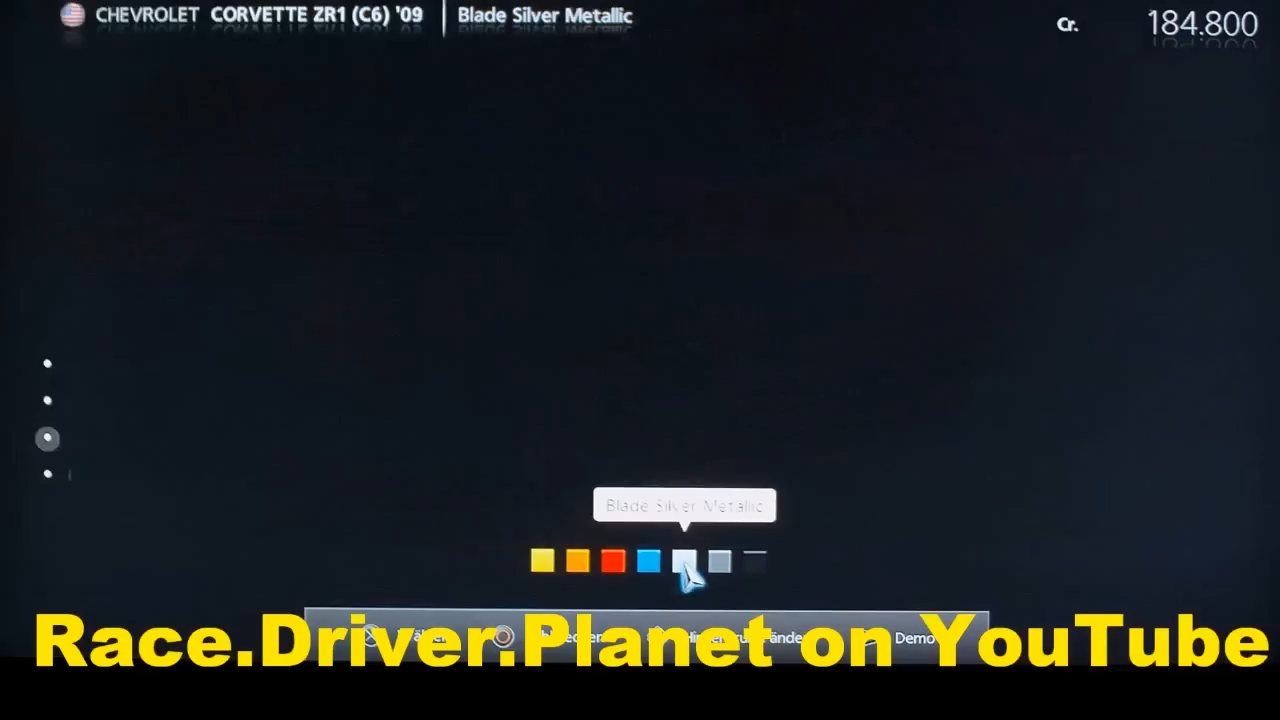 CHEVROLET CORVETTE ZR1 (C6) '09 Blade Silver Metallic Cr. 184.800
Blade Silver Metallic
Demo
Race.Driver.Planet on YouTube